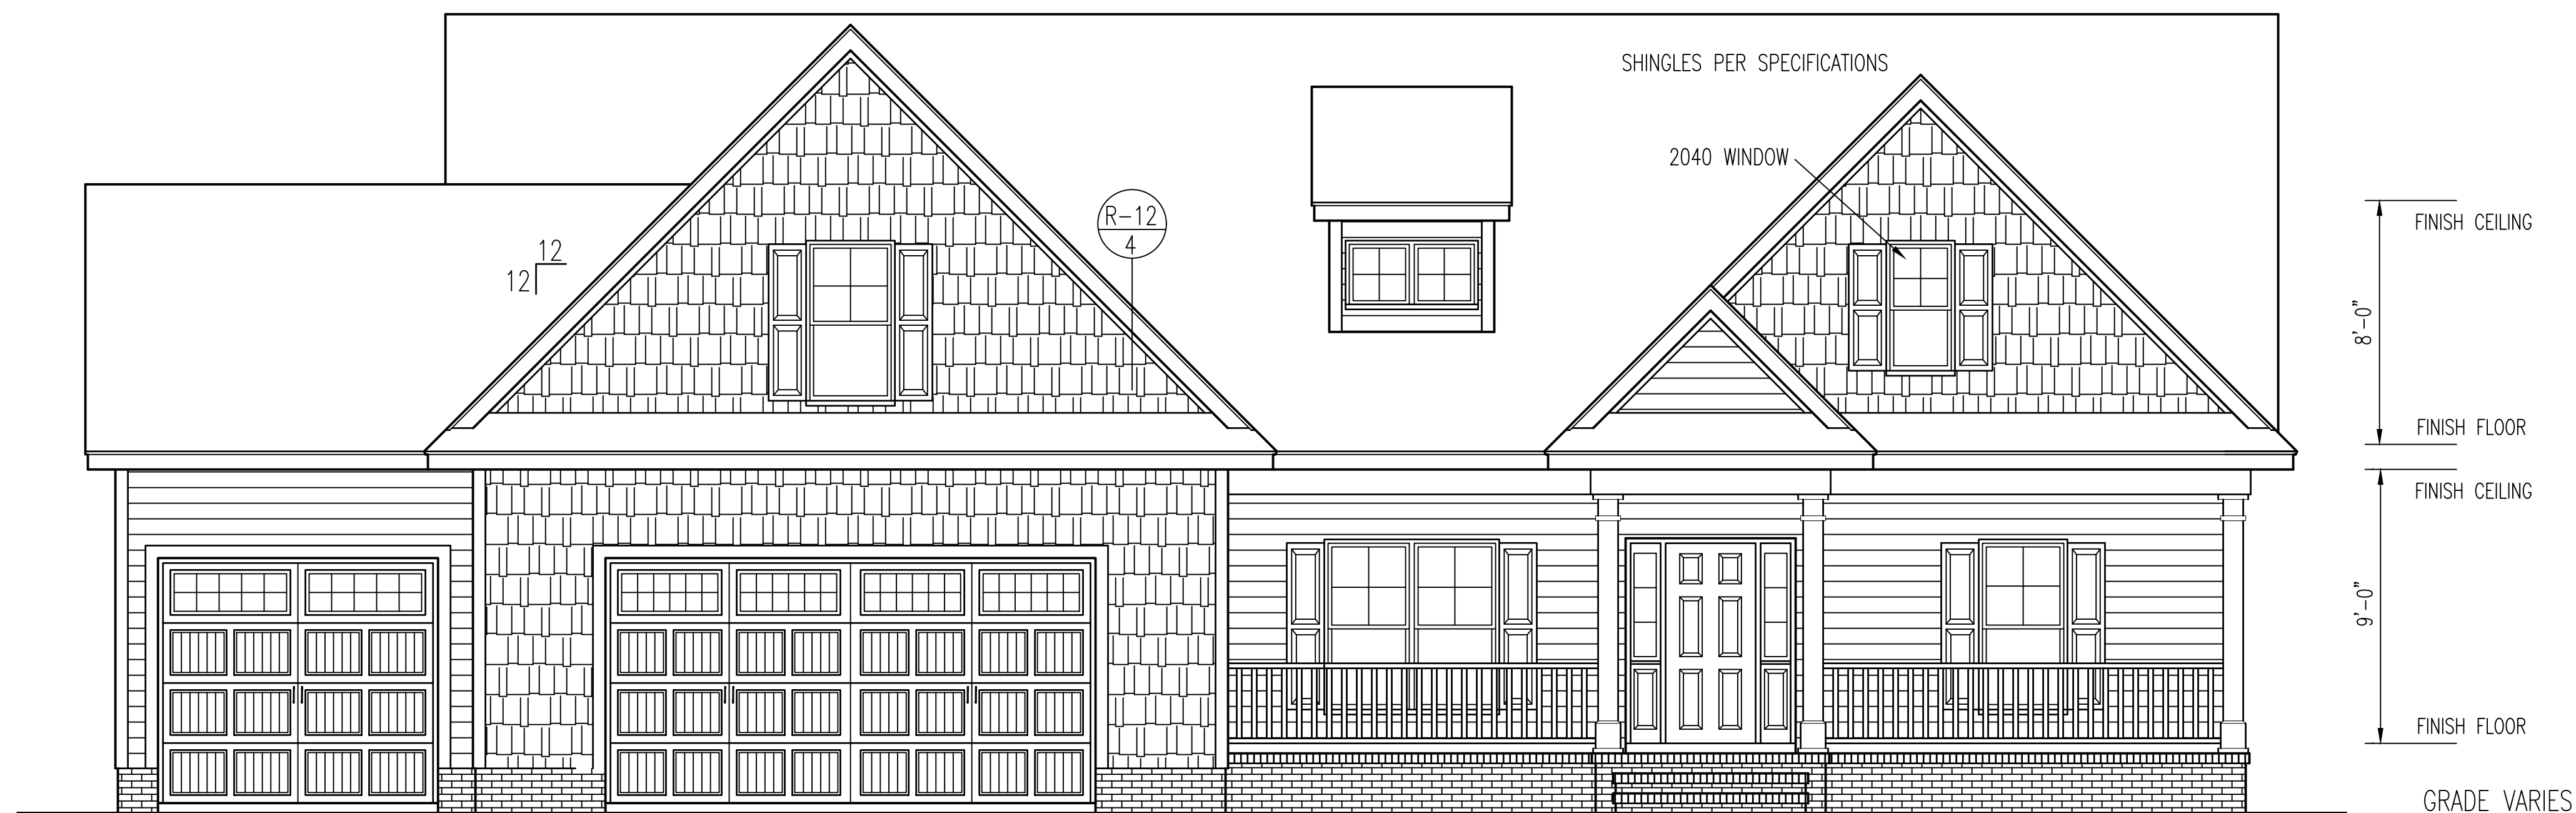 SHINGLES PER SPECIFICATIONS
2040 WINDOW
R-12
4
12
12
FINISH CEILING
8'-0"
FINISH FLOOR
FINISH CEILING
9'-0"
FINISH FLOOR
GRADE VARIES